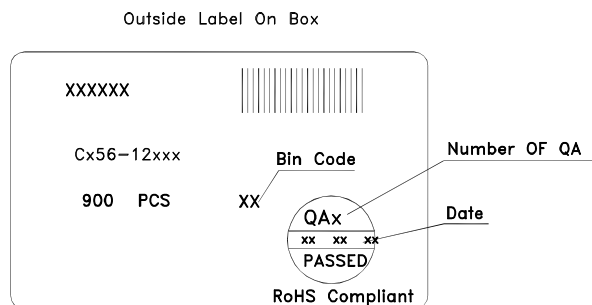 Outside Label On Box
XXXXXX
Cx56-12xxx
Bin Code
Number OF QA
900 PCS
XX
QAx
Date
xx xx xx
PASSED
RoHS Compliant